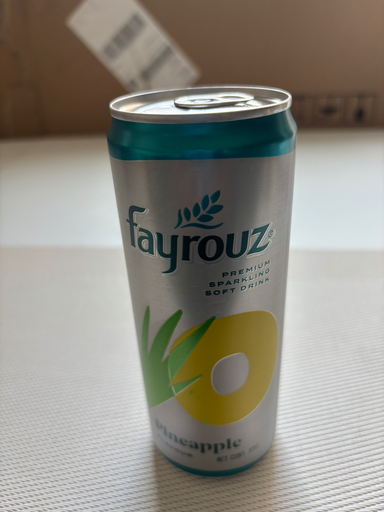 fayrouz®
PREMIUM
SPARKLING
SOFT DRINK
Pineapple